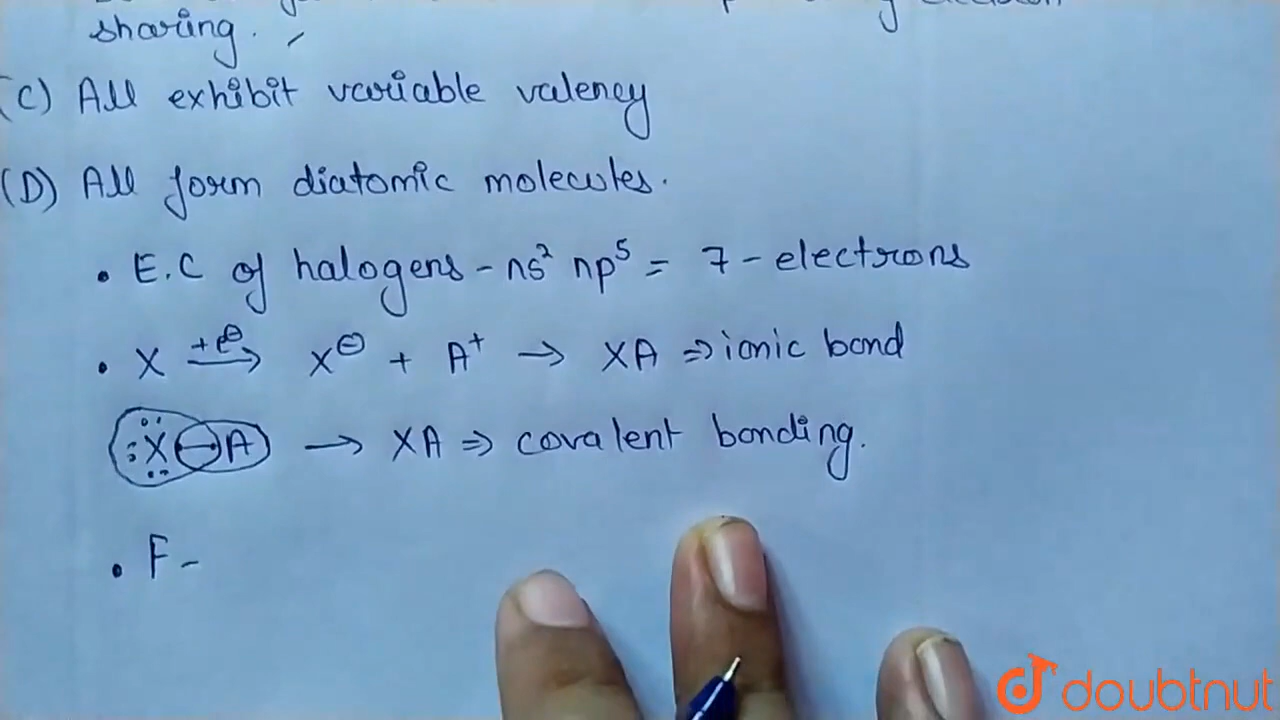 sharing.
(C) All exhibit variable valency
(D) All form diatomic molecules.
• E.C of halogens - ns² np⁵ = 7 - electrons
• X +e⊖ → X⊖ + A⁺ → XA ⇒ ionic bond
:X A → XA ⇒ covalent bonding.
• F -
doubtnut